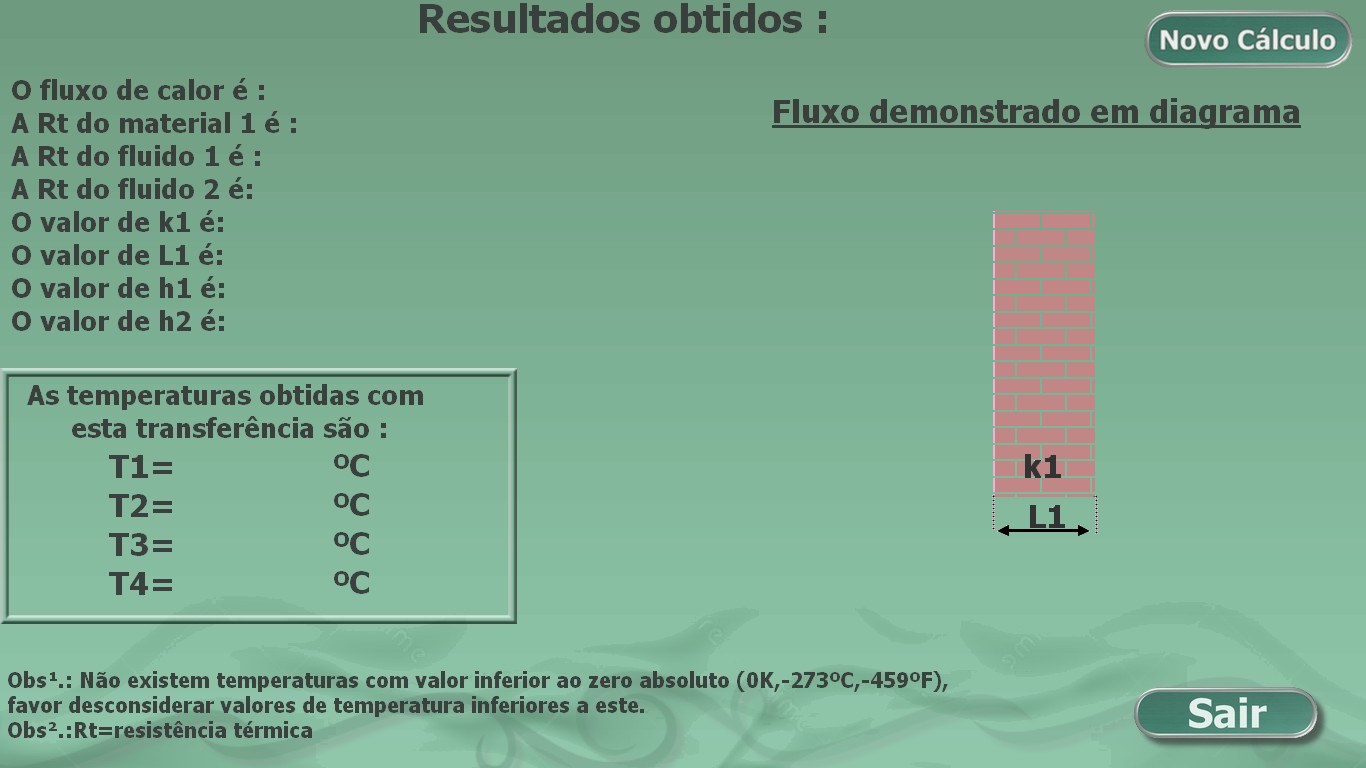 Resultados obtidos :
Novo Cálculo
O fluxo de calor é :
A Rt do material 1 é :
A Rt do fluido 1 é :
A Rt do fluido 2 é:
O valor de k1 é:
O valor de L1 é:
O valor de h1 é:
O valor de h2 é:
Fluxo demonstrado em diagrama
k1
L1
As temperaturas obtidas com
esta transferência são :
T1= ºC
T2= ºC
T3= ºC
T4= ºC
Obs¹.: Não existem temperaturas com valor inferior ao zero absoluto (0K,-273ºC,-459ºF),
favor desconsiderar valores de temperatura inferiores a este.
Obs².:Rt=resistência térmica
Sair